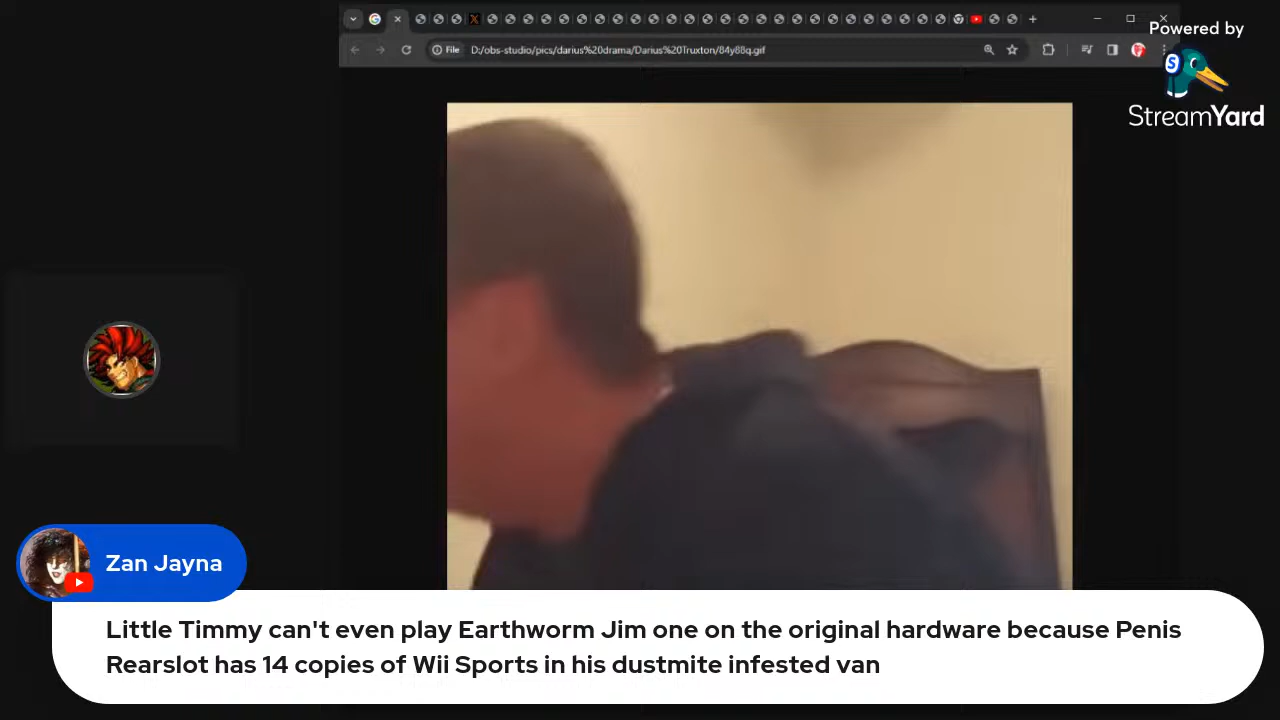 File D:/obs-studio/pics/darius%20drama/Darius%20Truxton/84y88q.gif
Powered by
S
StreamYard
Zan Jayna
Little Timmy can't even play Earthworm Jim one on the original hardware because Penis
Rearslot has 14 copies of Wii Sports in his dustmite infested van